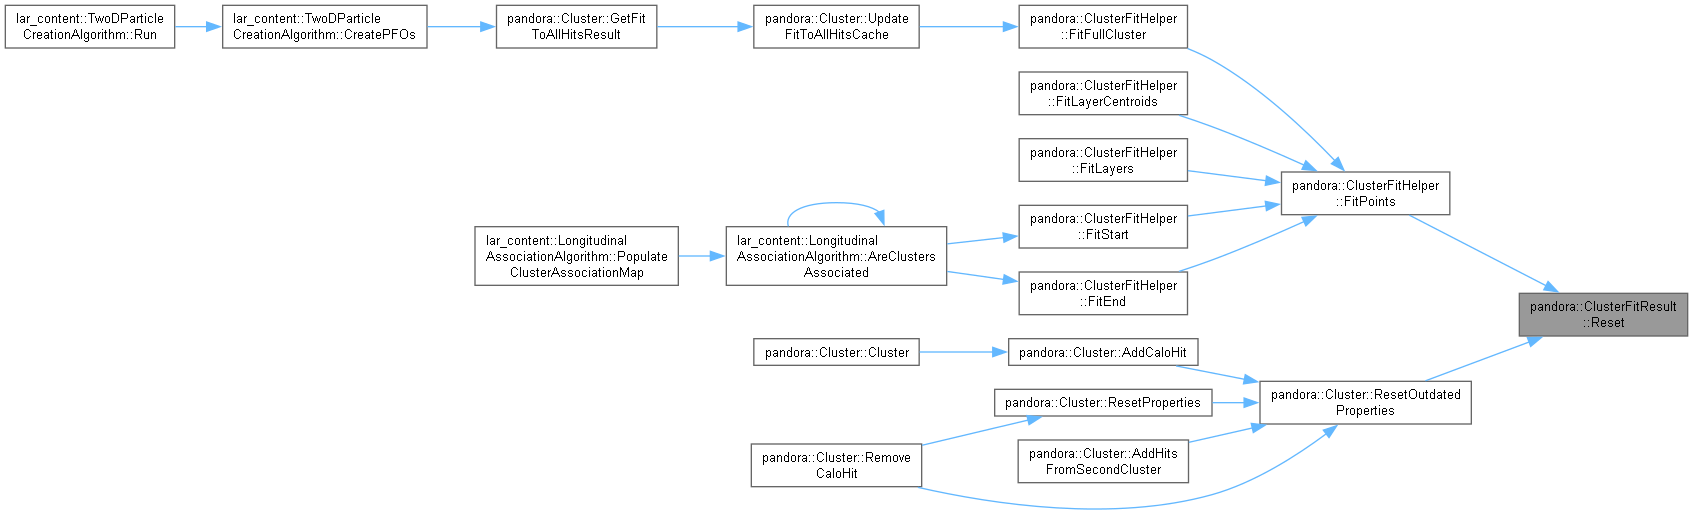 lar_content::TwoDParticle
CreationAlgorithm::Run
lar_content::TwoDParticle
CreationAlgorithm::CreatePFOs
pandora::Cluster::GetFit
ToAllHitsResult
pandora::Cluster::Update
FitToAllHitsCache
pandora::ClusterFitHelper
::FitFullCluster
pandora::ClusterFitHelper
::FitLayerCentroids
pandora::ClusterFitHelper
::FitLayers
pandora::ClusterFitHelper
::FitPoints
pandora::ClusterFitHelper
::FitStart
lar_content::Longitudinal
AssociationAlgorithm::Populate
ClusterAssociationMap
lar_content::Longitudinal
AssociationAlgorithm::AreClusters
Associated
pandora::ClusterFitHelper
::FitEnd
pandora::ClusterFitResult
::Reset
pandora::Cluster::Cluster
pandora::Cluster::AddCaloHit
pandora::Cluster::ResetProperties
pandora::Cluster::ResetOutdated
Properties
pandora::Cluster::Remove
CaloHit
pandora::Cluster::AddHits
FromSecondCluster